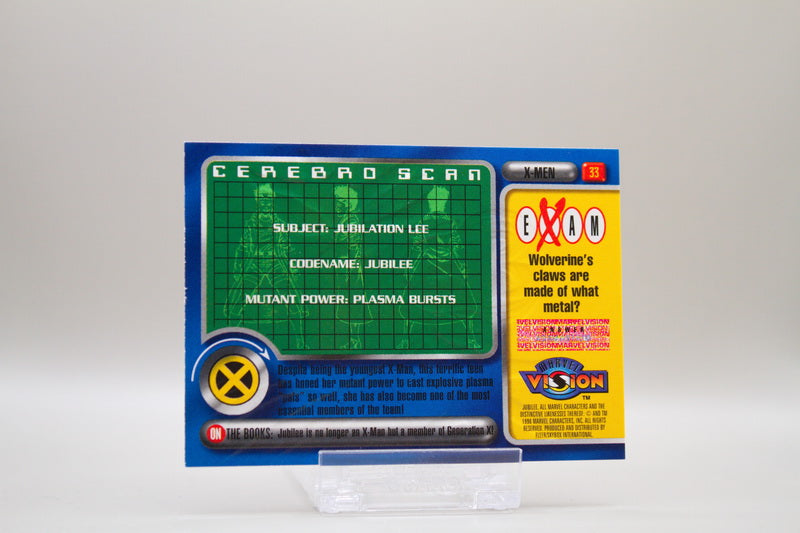 CEREBRO SCAN
SUBJECT: JUBILATION LEE
CODENAME: JUBILEE
MUTANT POWER: PLASMA BURSTS
Despite being the youngest X-Man, this terrific teen
has honed her mutant power to cast explosive plasma
"pafs" so well, she has also become one of the most
essential members of the team!
ON THE BOOKS: Jubilee is no longer an X-Man but a member of Generation X!
X-MEN 33
EXAM
Wolverine's
claws are
made of what
metal?
MARVEL
VISION
TM
JUBILEE, ALL MARVEL CHARACTERS AND THE
DISTINCTIVE LIKENESSES THEREOF: © AND TM
1996 MARVEL CHARACTERS, INC. ALL RIGHTS
RESERVED. PRODUCED AND DISTRIBUTED BY
FLEER/SKYBOX INTERNATIONAL.